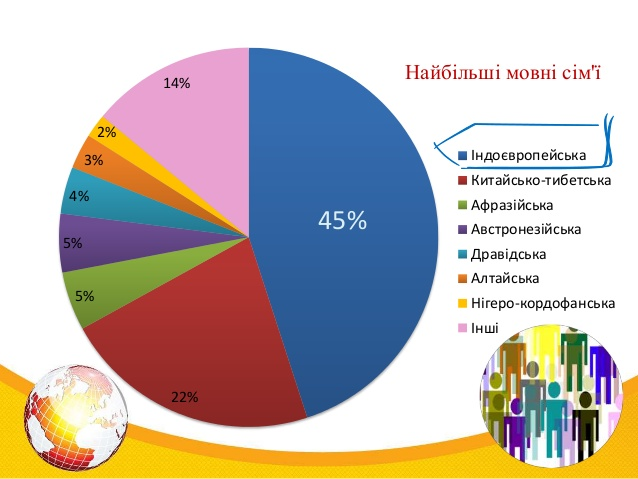 Найбільші мовні сім'ї
14%
2%
3%
4%
5%
5%
22%
45%
Індоєвропейська
Китайсько-тибетська
Афразійська
Австронезійська
Дравідська
Алтайська
Нігеро-кордофанська
Інші